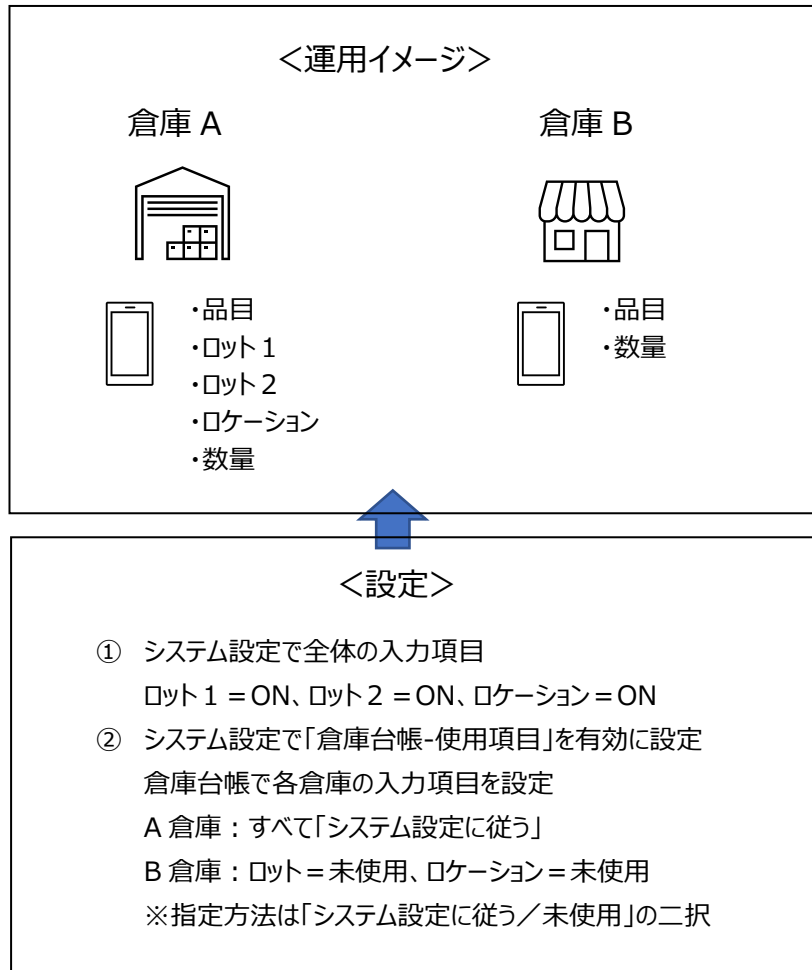 ＜運用イメージ＞
倉庫 A
倉庫 B
・品目
・ロット１
・ロット２
・ロケーション
・数量
・品目
・数量
＜設定＞
① システム設定で全体の入力項目
ロット１＝ON、ロット２＝ON、ロケーション＝ON
② システム設定で「倉庫台帳-使用項目」を有効に設定
倉庫台帳で各倉庫の入力項目を設定
A 倉庫：すべて「システム設定に従う」
B 倉庫：ロット＝未使用、ロケーション＝未使用
※指定方法は「システム設定に従う／未使用」の二択